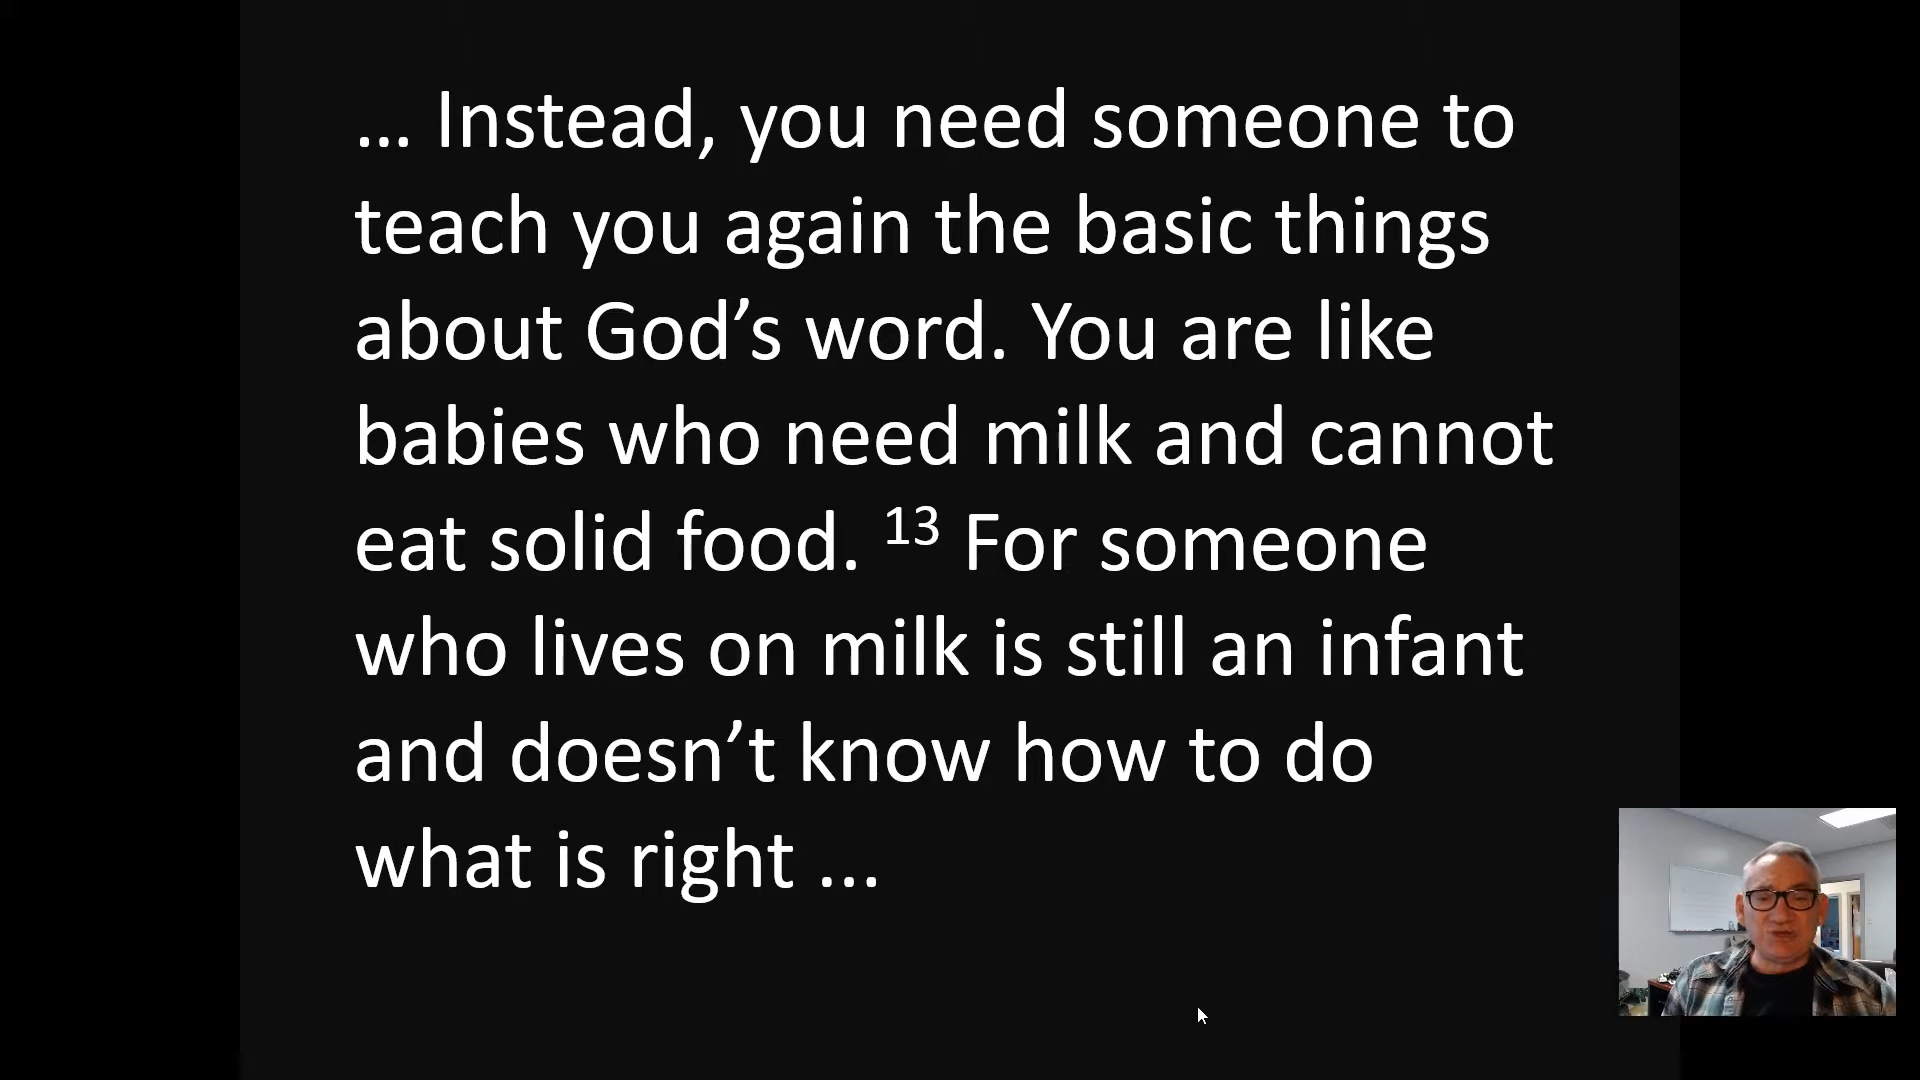 ... Instead, you need someone to
teach you again the basic things
about God’s word. You are like
babies who need milk and cannot
eat solid food. ¹³ For someone
who lives on milk is still an infant
and doesn’t know how to do
what is right ...